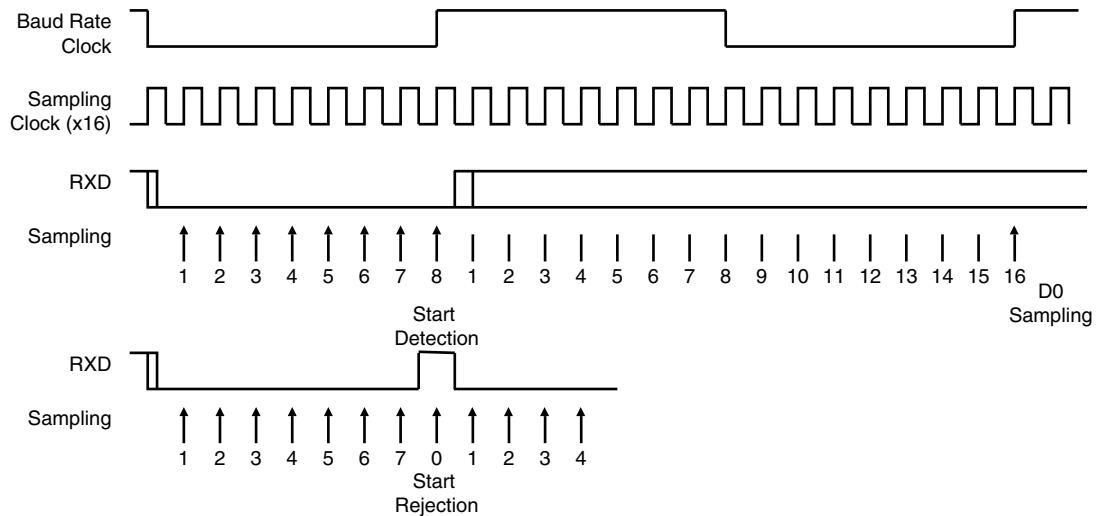 Baud Rate
Clock
Sampling
Clock (x16)
RXD
Sampling
1 2 3 4 5 6 7 8 1 2 3 4 5 6 7 8 9 10 11 12 13 14 15 16
D0
Sampling
Start
Detection
RXD
Sampling
1 2 3 4 5 6 7 0 1 2 3 4
Start
Rejection